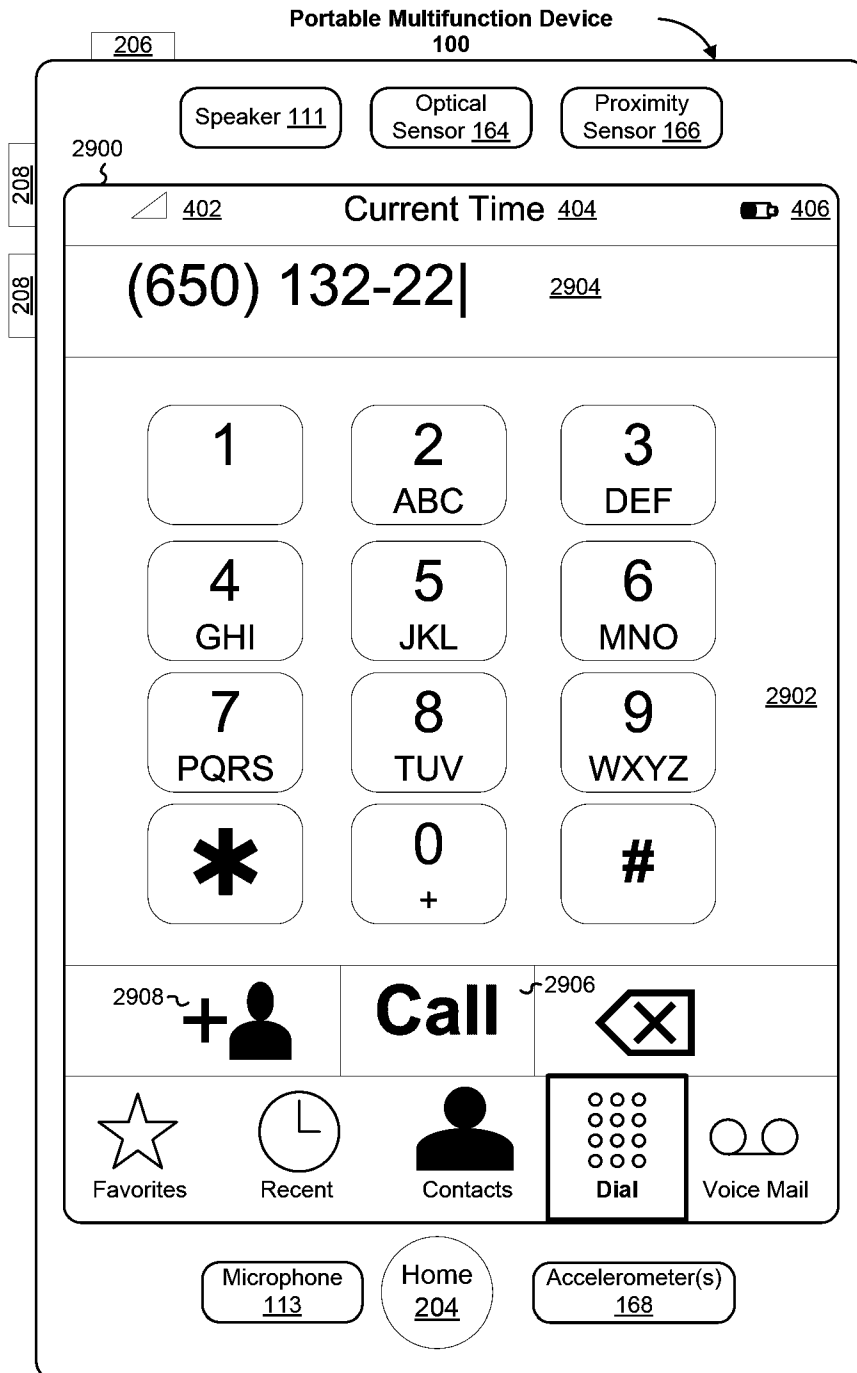 Portable Multifunction Device
100
206
Speaker 111
Optical
Sensor 164
Proximity
Sensor 166
2900
208
402
Current Time 404
406
208
(650) 132-22|
2904
1
2
ABC
3
DEF
4
GHI
5
JKL
6
MNO
7
PQRS
8
TUV
9
WXYZ
2902
*
0
+
#
2908
+
Call
2906
Favorites
Recent
Contacts
Dial
Voice Mail
Microphone
113
Home
204
Accelerometer(s)
168